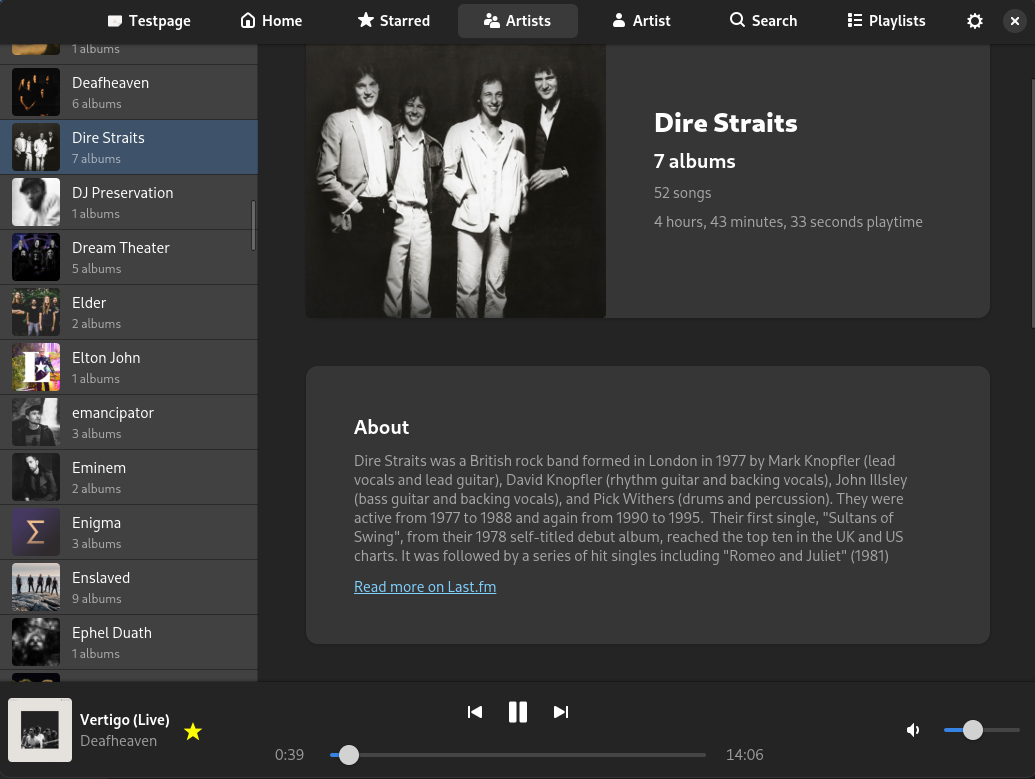 Testpage
Home
Starred
Artists
Artist
Search
Playlists
1 albums
Deafheaven
6 albums
Dire Straits
7 albums
DJ Preservation
1 albums
Dream Theater
5 albums
Elder
2 albums
Elton John
1 albums
emancipator
3 albums
Eminem
2 albums
Enigma
3 albums
Enslaved
9 albums
Ephel Duath
1 albums
Dire Straits
7 albums
52 songs
4 hours, 43 minutes, 33 seconds playtime
About
Dire Straits was a British rock band formed in London in 1977 by Mark Knopfler (lead
vocals and lead guitar), David Knopfler (rhythm guitar and backing vocals), John Illsley
(bass guitar and backing vocals), and Pick Withers (drums and percussion). They were
active from 1977 to 1988 and again from 1990 to 1995.  Their first single, "Sultans of
Swing", from their 1978 self-titled debut album, reached the top ten in the UK and US
charts. It was followed by a series of hit singles including "Romeo and Juliet" (1981)
Read more on Last.fm
Vertigo (Live)
Deafheaven
0:39
14:06